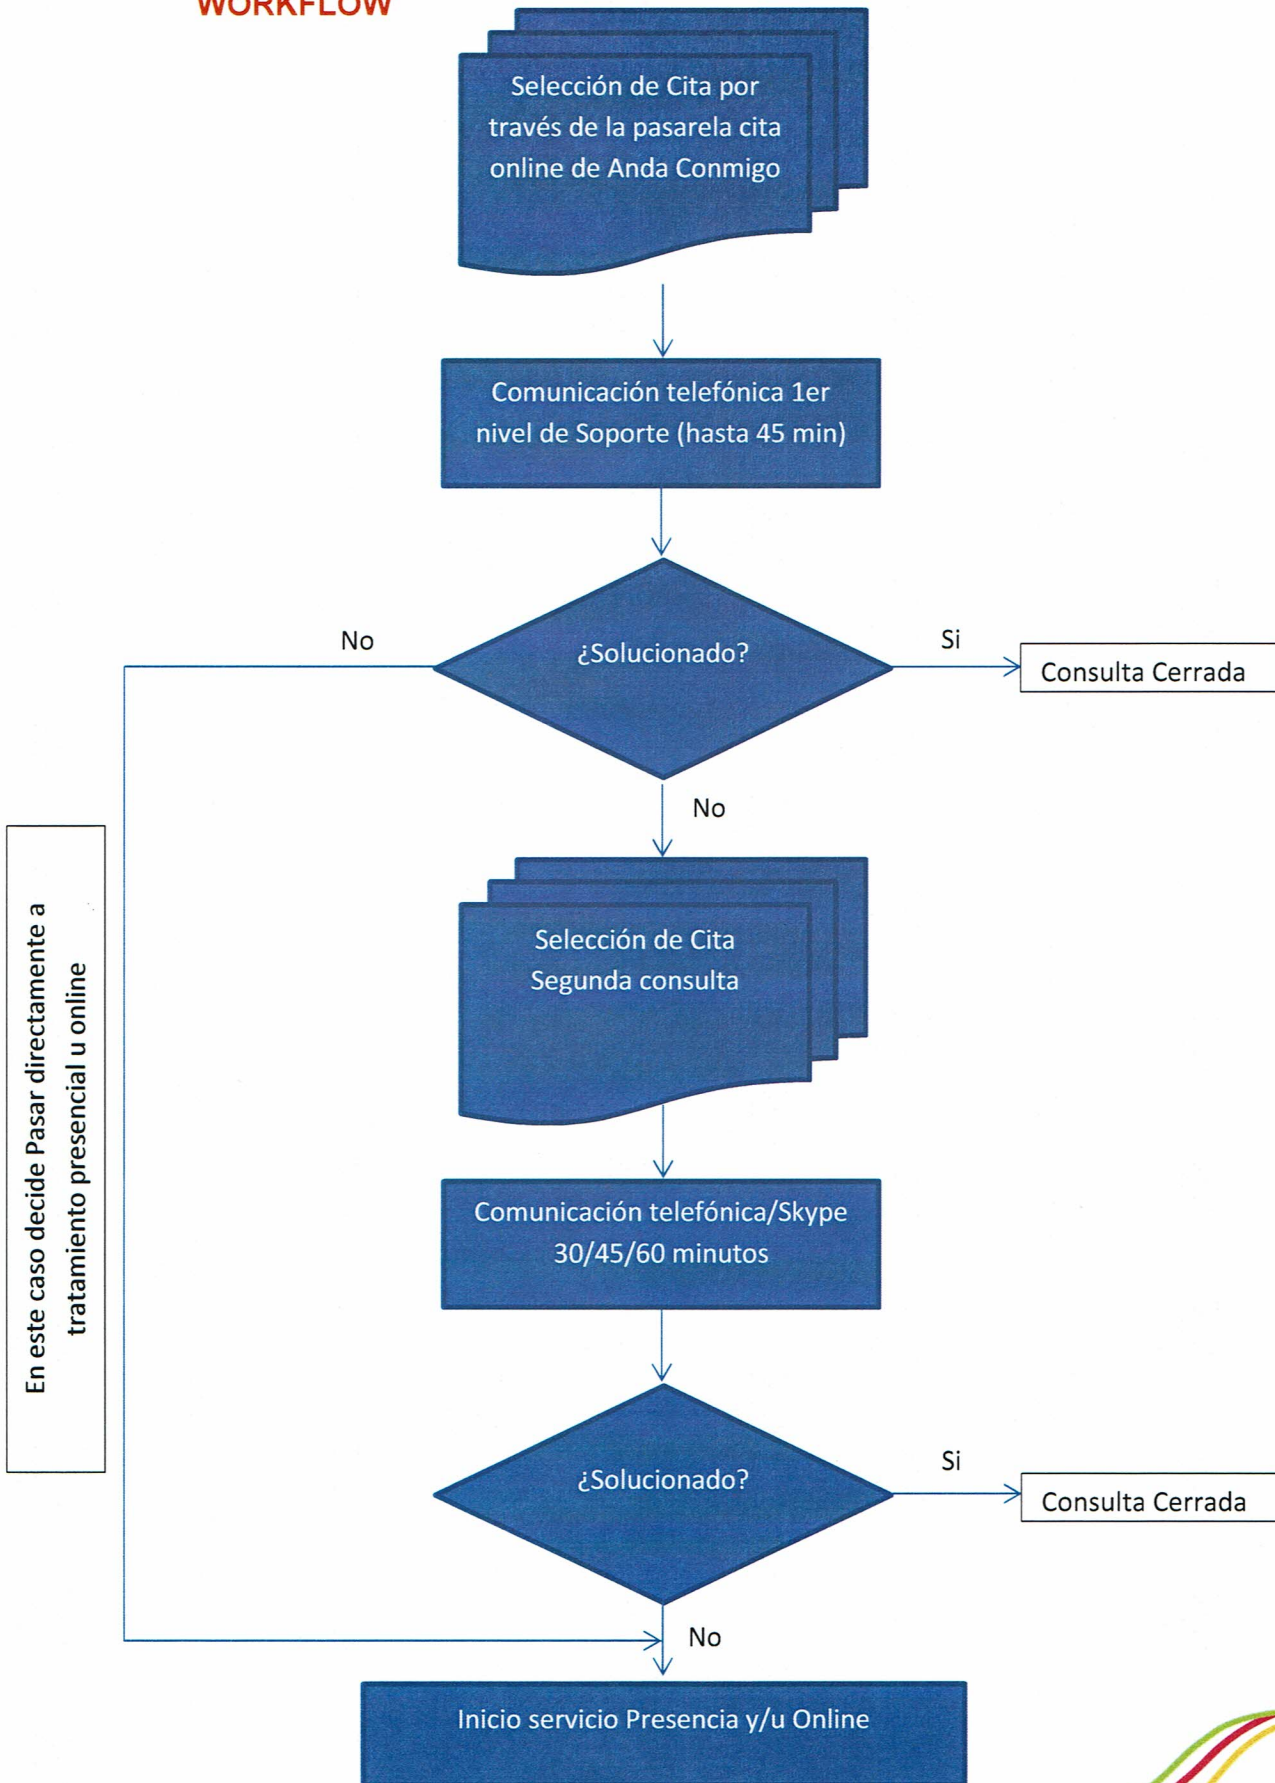 WORKFLOW
Selección de Cita por
través de la pasarela cita
online de Anda Conmigo
Comunicación telefónica 1er
nivel de Soporte (hasta 45 min)
¿Solucionado?
No
Si
Consulta Cerrada
No
Selección de Cita
Segunda consulta
En este caso decide Pasar directamente a
tratamiento presencial u online
Comunicación telefónica/Skype
30/45/60 minutos
¿Solucionado?
Si
Consulta Cerrada
No
Inicio servicio Presencia y/u Online